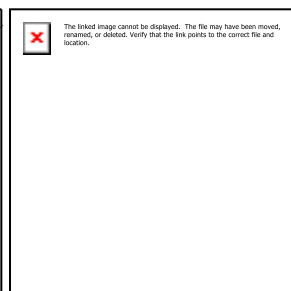 The linked image cannot be displayed. The file may have been moved,
renamed, or deleted. Verify that the link points to the correct file and
location.